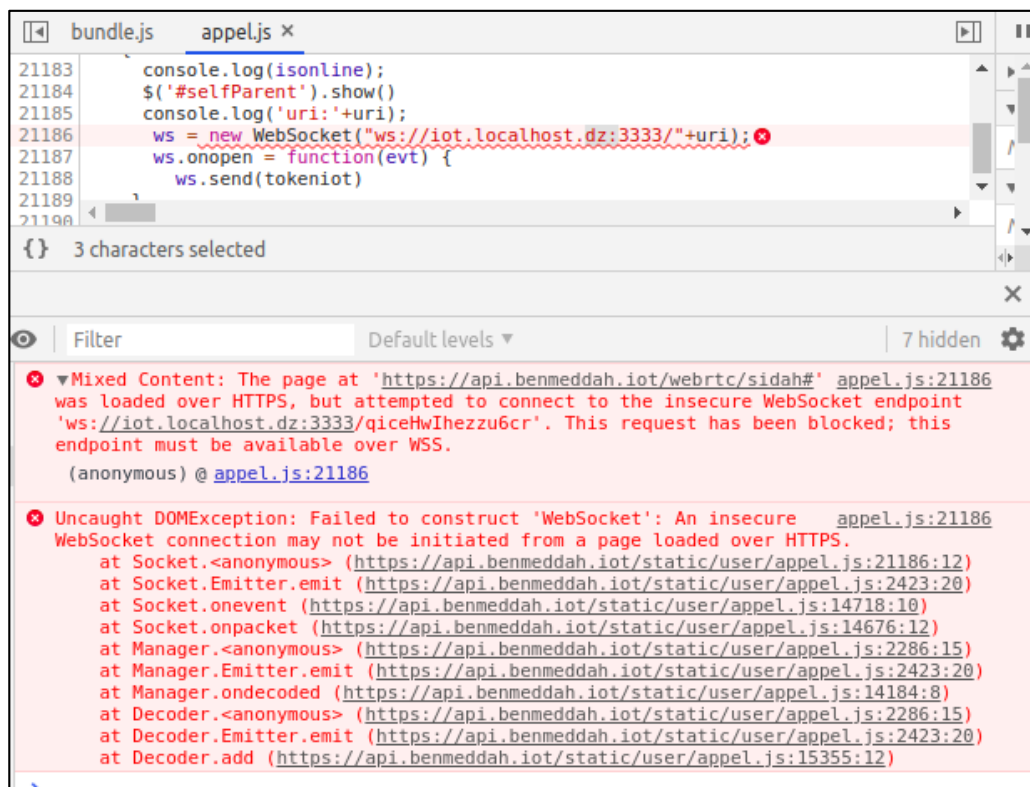 bundle.js appel.js ×
21183 console.log(isonline);
21184 $('#selfParent').show()
21185 console.log('uri:'+uri);
21186 ws = new WebSocket("ws://iot.localhost.dz:3333/"+uri);
21187 ws.onopen = function(evt) {
21188 ws.send(tokeniot)
21189 }
21190
{} 3 characters selected
Filter Default levels ▼ 7 hidden
▼Mixed Content: The page at 'https://api.benmeddah.iot/webrtc/sidah#' appel.js:21186
was loaded over HTTPS, but attempted to connect to the insecure WebSocket endpoint
'ws://iot.localhost.dz:3333/qiceHwIhezzu6cr'. This request has been blocked; this
endpoint must be available over WSS.
(anonymous) @ appel.js:21186
Uncaught DOMException: Failed to construct 'WebSocket': An insecure appel.js:21186
WebSocket connection may not be initiated from a page loaded over HTTPS.
at Socket.<anonymous> (https://api.benmeddah.iot/static/user/appel.js:21186:12)
at Socket.Emitter.emit (https://api.benmeddah.iot/static/user/appel.js:2423:20)
at Socket.onevent (https://api.benmeddah.iot/static/user/appel.js:14718:10)
at Socket.onpacket (https://api.benmeddah.iot/static/user/appel.js:14676:12)
at Manager.<anonymous> (https://api.benmeddah.iot/static/user/appel.js:2286:15)
at Manager.Emitter.emit (https://api.benmeddah.iot/static/user/appel.js:2423:20)
at Manager.ondecoded (https://api.benmeddah.iot/static/user/appel.js:14184:8)
at Decoder.<anonymous> (https://api.benmeddah.iot/static/user/appel.js:2286:15)
at Decoder.Emitter.emit (https://api.benmeddah.iot/static/user/appel.js:2423:20)
at Decoder.add (https://api.benmeddah.iot/static/user/appel.js:15355:12)